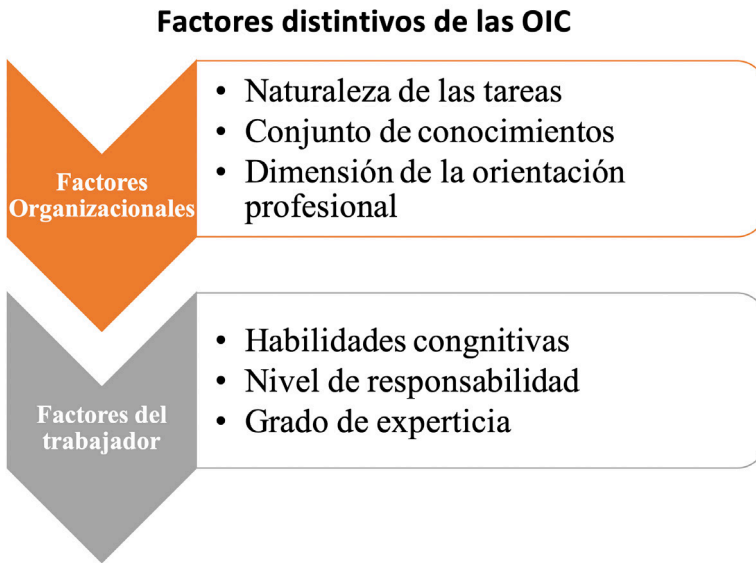 Factores distintivos de las OIC
Factores
Organizacionales
• Naturaleza de las tareas
• Conjunto de conocimientos
• Dimensión de la orientación
profesional
Factores del
trabajador
• Habilidades congnitivas
• Nivel de responsabilidad
• Grado de experticia